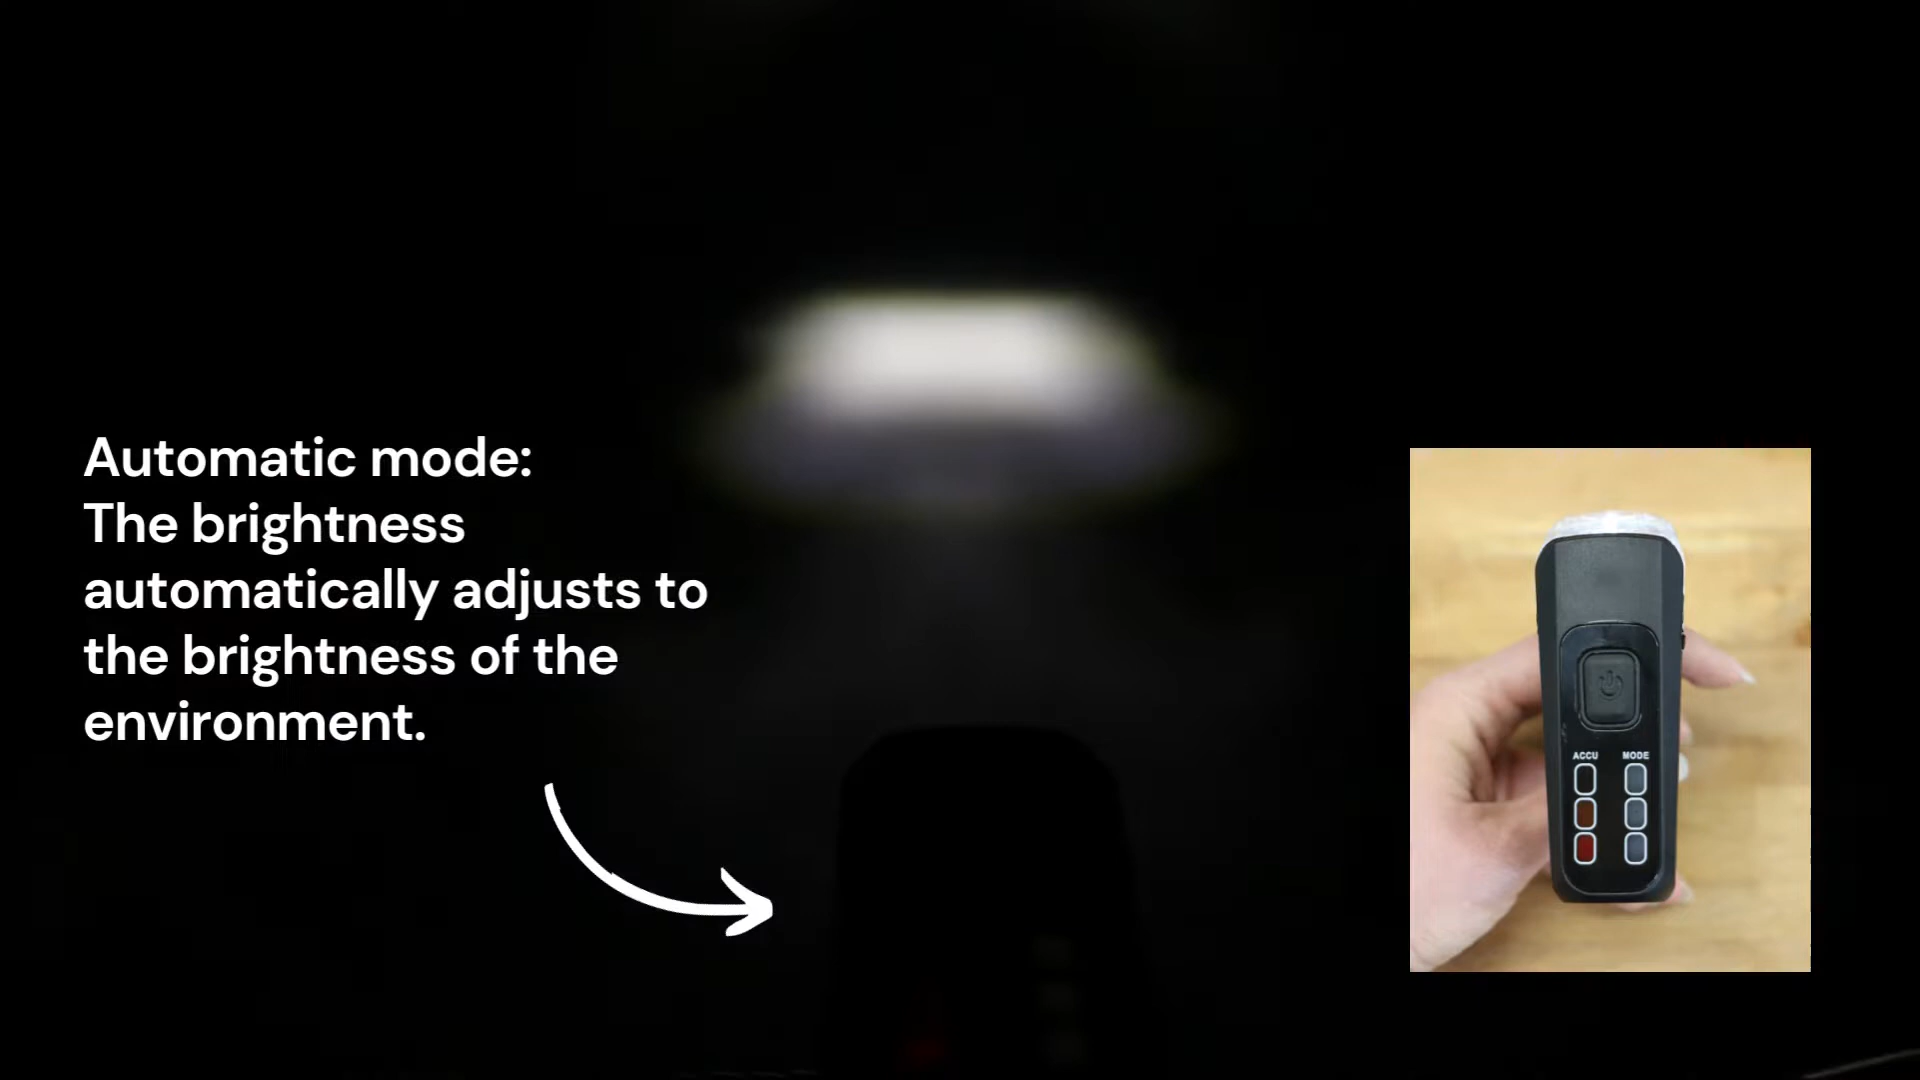 Automatic mode:
The brightness
automatically adjusts to
the brightness of the
environment.
ACCU MODE